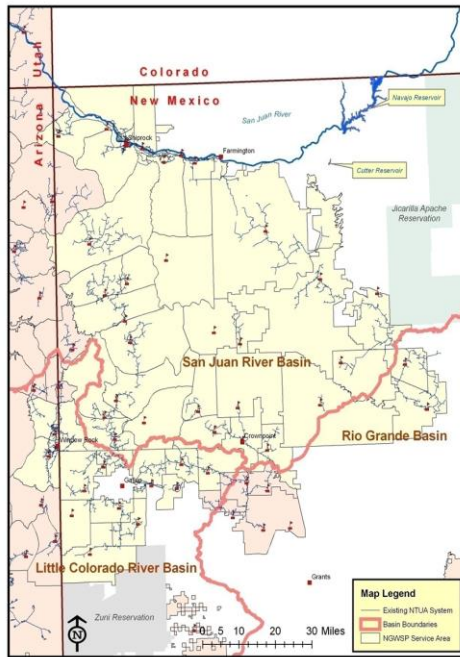 Utah
Colorado
New Mexico
Arizona
San Juan River
Navajo Reservoir
Shiprock
Farmington
Cutter Reservoir
Jicarilla Apache
Reservation
San Juan River Basin
Rio Grande Basin
Window Rock
Crownpoint
Gallup
Little Colorado River Basin
Zuni Reservation
Grants
N
0 5 10 20 30 Miles
Map Legend
Existing NTUA System
Basin Boundaries
NGWSP Service Area